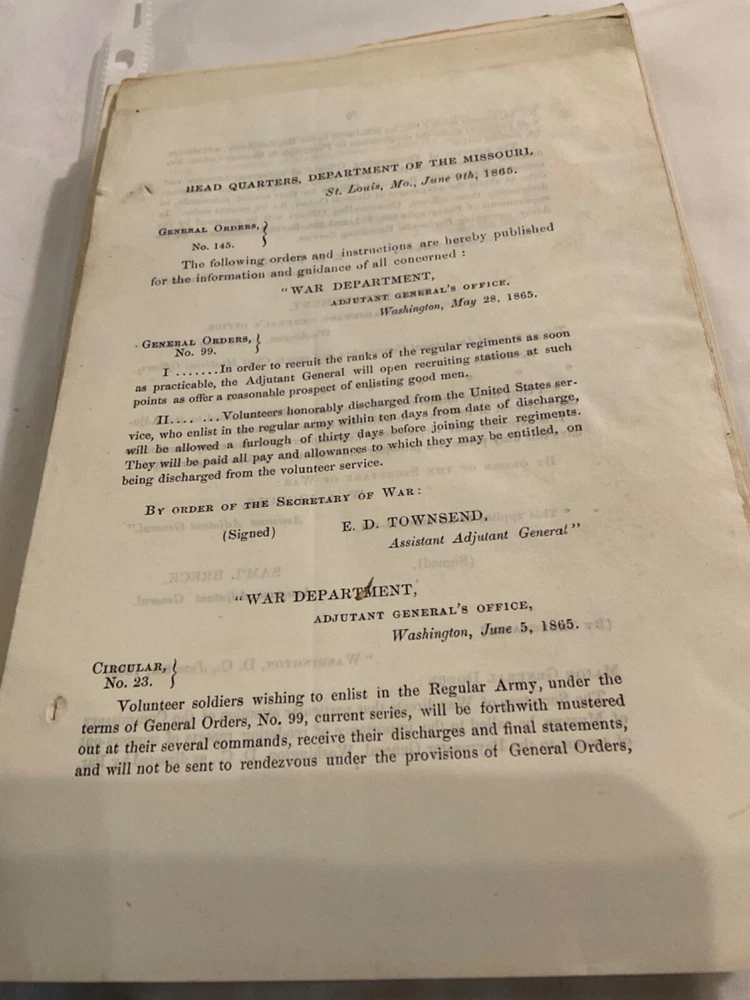 HEAD QUARTERS, DEPARTMENT OF THE MISSOURI,
St. Louis, Mo., June 9th, 1865.
GENERAL ORDERS, }
No. 145.
The following orders and instructions are hereby published
for the information and guidance of all concerned :
"WAR DEPARTMENT,
ADJUTANT GENERAL'S OFFICE,
Washington, May 28, 1865.
GENERAL ORDERS, }
No. 99.
I .......In order to recruit the ranks of the regular regiments as soon
as practicable, the Adjutant General will open recruiting stations at such
points as offer a reasonable prospect of enlisting good men.
II.... ...Volunteers honorably discharged from the United States ser-
vice, who enlist in the regular army within ten days from date of discharge,
will be allowed a furlough of thirty days before joining their regiments.
They will be paid all pay and allowances to which they may be entitled, on
being discharged from the volunteer service.
BY ORDER OF THE SECRETARY OF WAR:
(Signed) E. D. TOWNSEND,
Assistant Adjutant General"
"WAR DEPARTMENT,
ADJUTANT GENERAL'S OFFICE,
Washington, June 5, 1865.
CIRCULAR, }
No. 23.
Volunteer soldiers wishing to enlist in the Regular Army, under the
terms of General Orders, No. 99, current series, will be forthwith mustered
out at their several commands, receive their discharges and final statements,
and will not be sent to rendezvous under the provisions of General Orders,